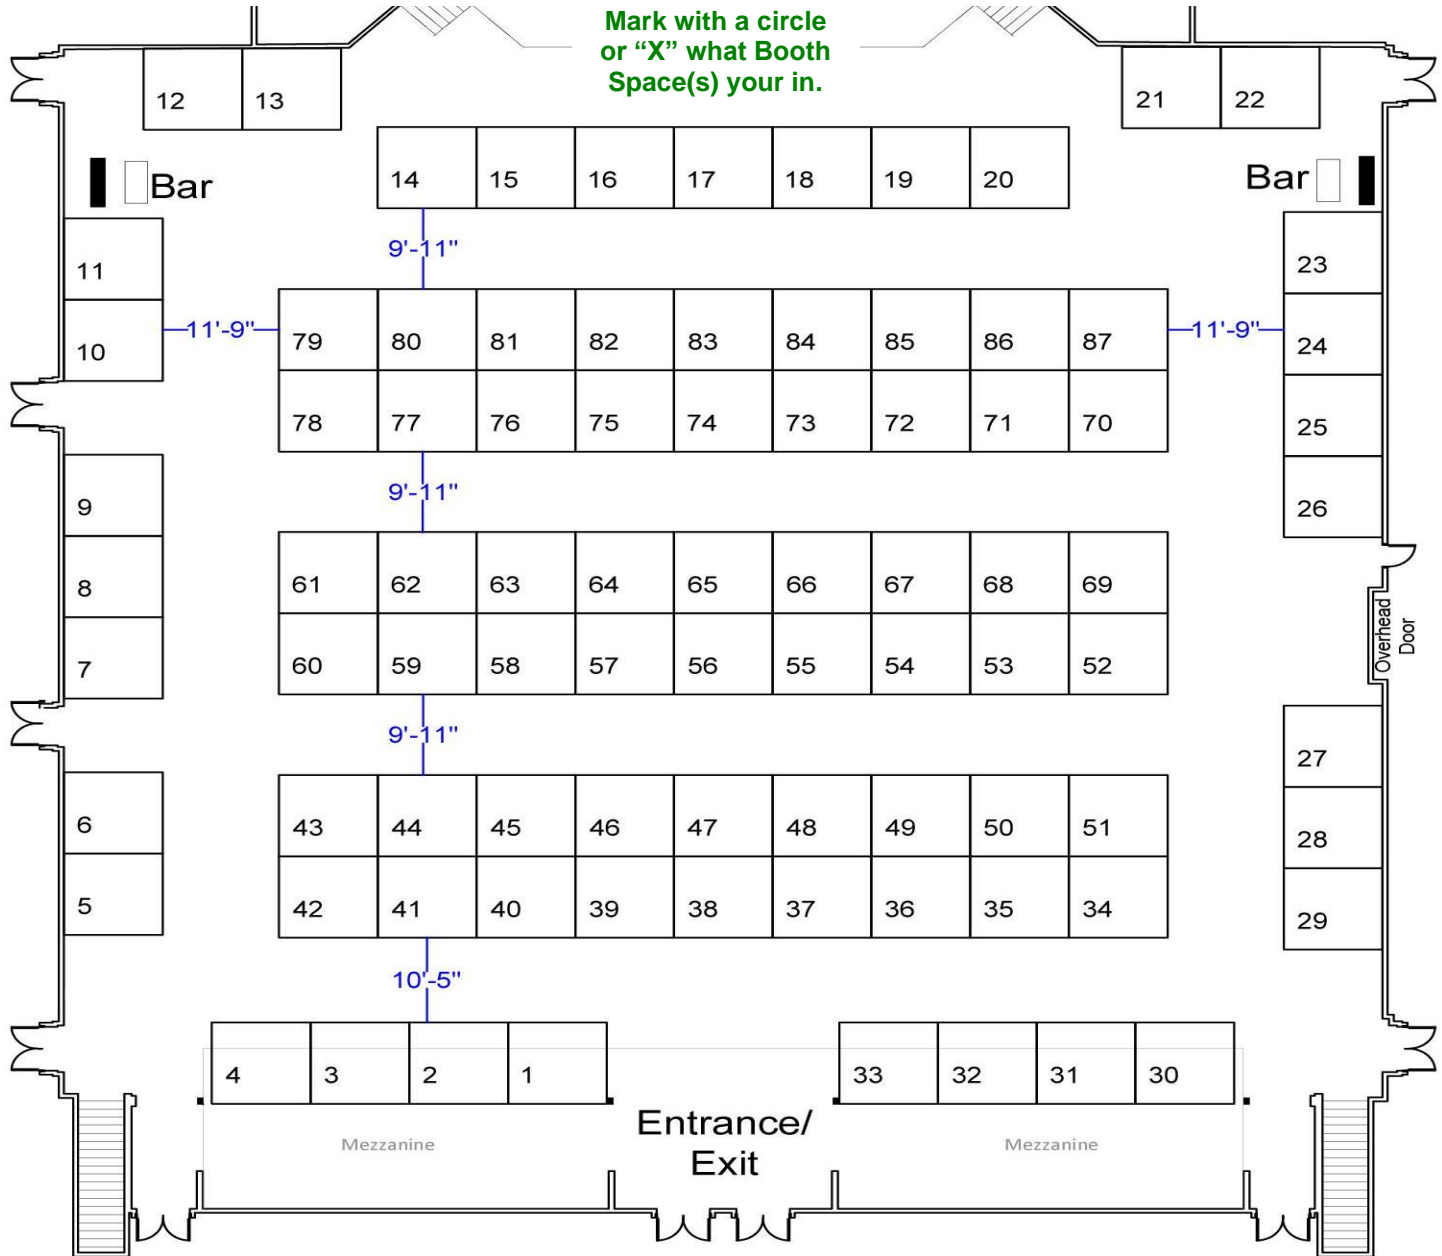 Mark with a circle
or “X” what Booth
Space(s) your in.
12 13 21 22
Bar Bar
14 15 16 17 18 19 20
9'-11"
11 23
10 11'-9" 79 80 81 82 83 84 85 86 87 11'-9" 24
78 77 76 75 74 73 72 71 70 25
9'-11"
9 26
8 61 62 63 64 65 66 67 68 69
Overhead
Door
7 60 59 58 57 56 55 54 53 52
9'-11"
27
6 43 44 45 46 47 48 49 50 51 28
5 42 41 40 39 38 37 36 35 34 29
10'-5"
4 3 2 1 33 32 31 30
Entrance/
Exit
Mezzanine Mezzanine